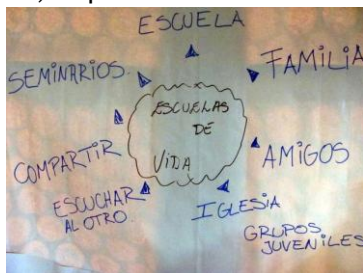 ESCUELA
SEMINARIOS
FAMILIA
ESCUELAS
DE
VIDA
COMPARTIR
AMIGOS
ESCUCHAR
AL OTRO
IGLESIA
GRUPOS
JUVENILES